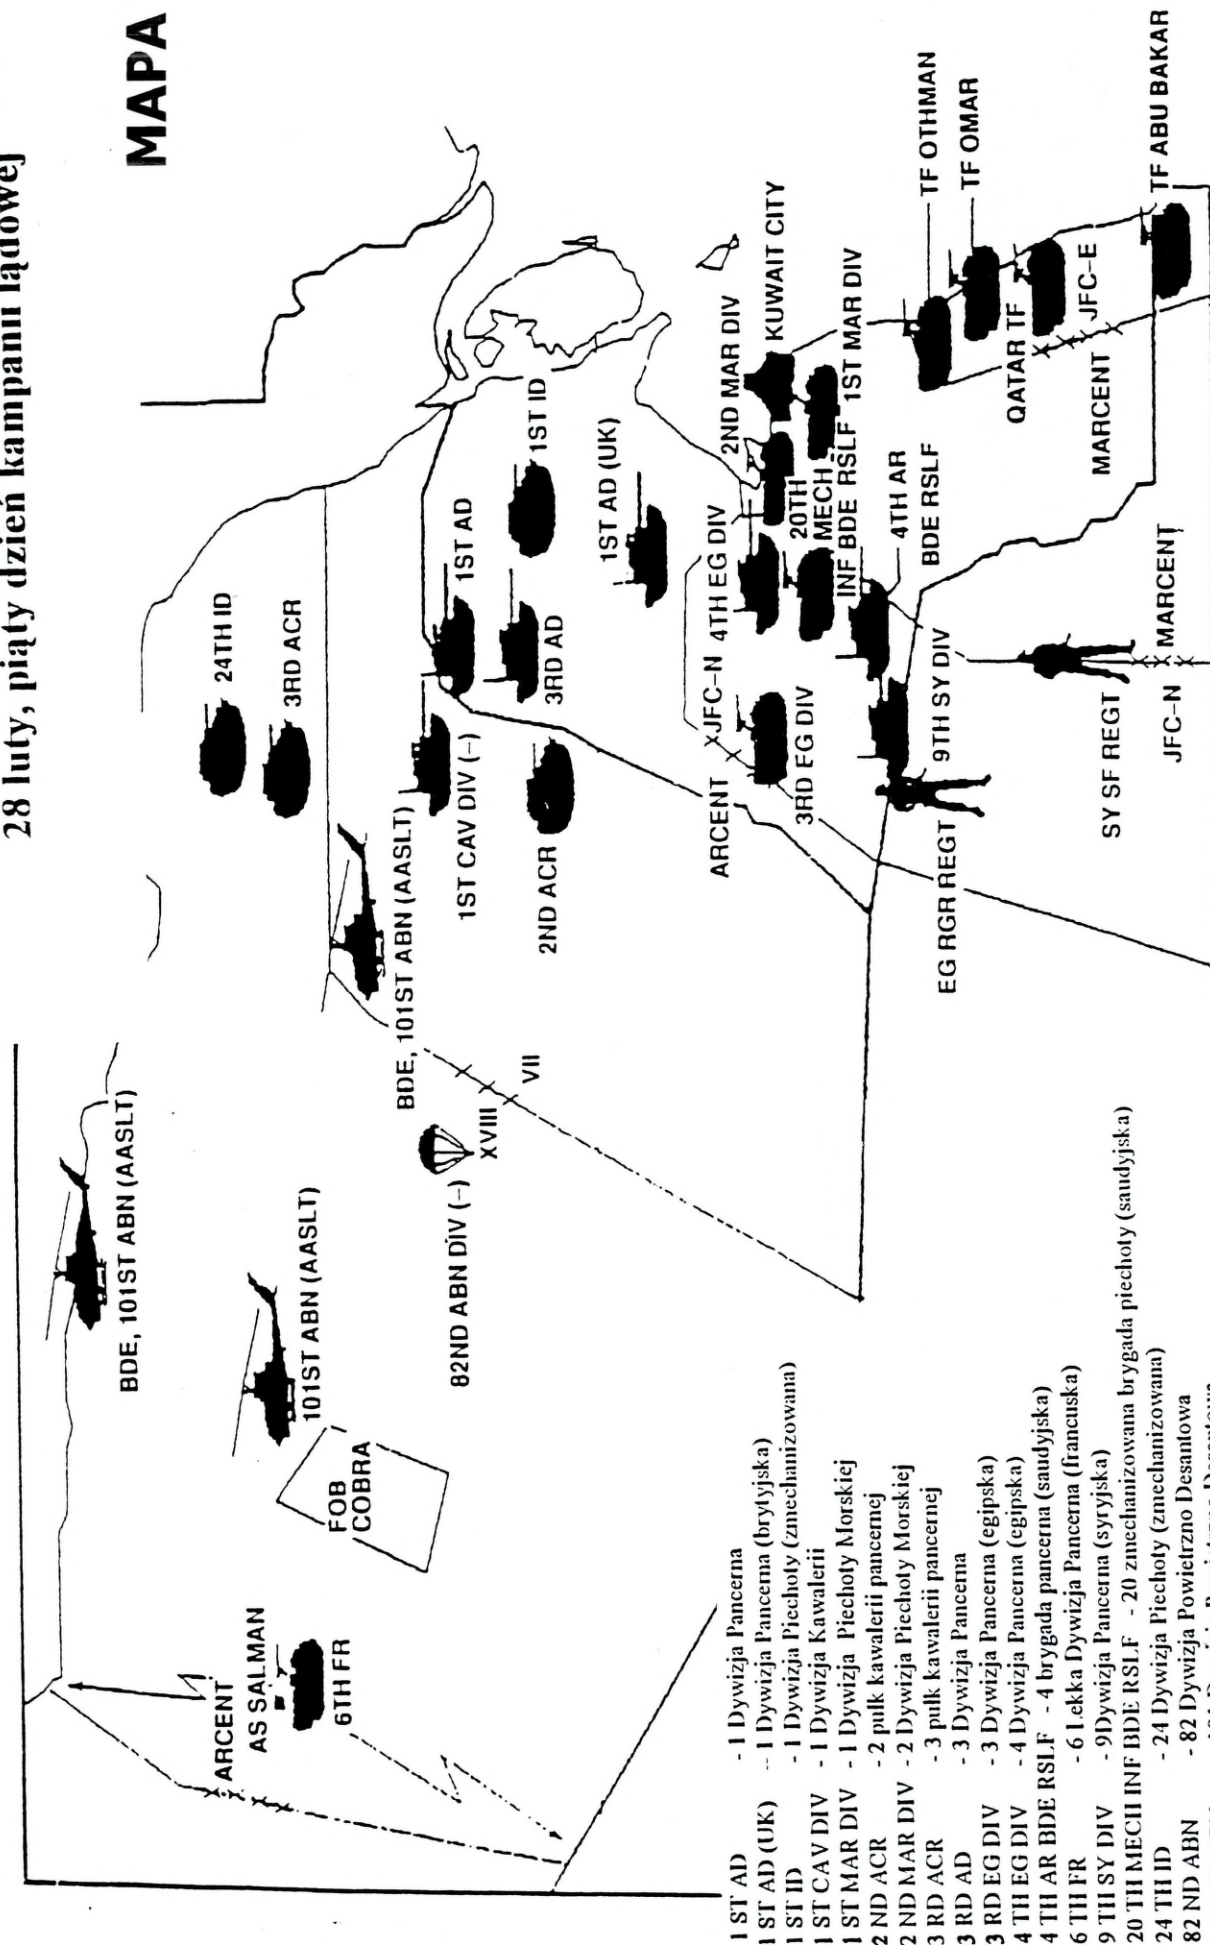 28 luty, piąty dzień kampanii lądowej
MAPA
BDE, 101ST ABN (AASLT)
24TH ID
3RD ACR
ARCENT
AS SALMAN
6TH FR
FOB
COBRA
101ST ABN (AASLT)
82ND ABN DIV (–)
XVIII
VII
BDE, 101ST ABN (AASLT)
1ST CAV DIV (–)
1ST AD
1ST ID
2ND ACR
3RD AD
1ST AD (UK)
ARCENT
JFC–N
4TH EG DIV
2ND MAR DIV
KUWAIT CITY
3RD EG DIV
20TH
MECH
INF BDE RSLF
1ST MAR DIV
4TH AR
BDE RSLF
9TH SY DIV
EG RGR REGT
TF OTHMAN
TF OMAR
QATAR TF
JFC–E
MARCENT
SY SF REGT
MARCENT
JFC–N
TF ABU BAKAR
1 ST AD - 1 Dywizja Pancerna
1 ST AD (UK) -- 1 Dywizja Pancerna (brytyjska)
1 ST ID - 1 Dywizja Piechoty (zmechanizowana)
1 ST CAV DIV - 1 Dywizja Kawalerii
1 ST MAR DIV - 1 Dywizja Piechoty Morskiej
2 ND ACR - 2 pułk kawalerii pancernej
2 ND MAR DIV - 2 Dywizja Piechoty Morskiej
3 RD ACR - 3 pułk kawalerii pancernej
3 RD AD - 3 Dywizja Pancerna
3 RD EG DIV - 3 Dywizja Pancerna (egipska)
4 TH EG DIV - 4 Dywizja Pancerna (egipska)
4 TH AR BDE RSLF - 4 brygada pancerna (saudyjska)
6 TH FR - 6 Lekka Dywizja Pancerna (francuska)
9 TH SY DIV - 9Dywizja Pancerna (syryjska)
20 TH MECH INF BDE RSLF - 20 zmechanizowana brygada piechoty (saudyjska)
24 TH ID - 24 Dywizja Piechoty (zmechanizowana)
82 ND ABN - 82 Dywizja Powietrzno Desantowa